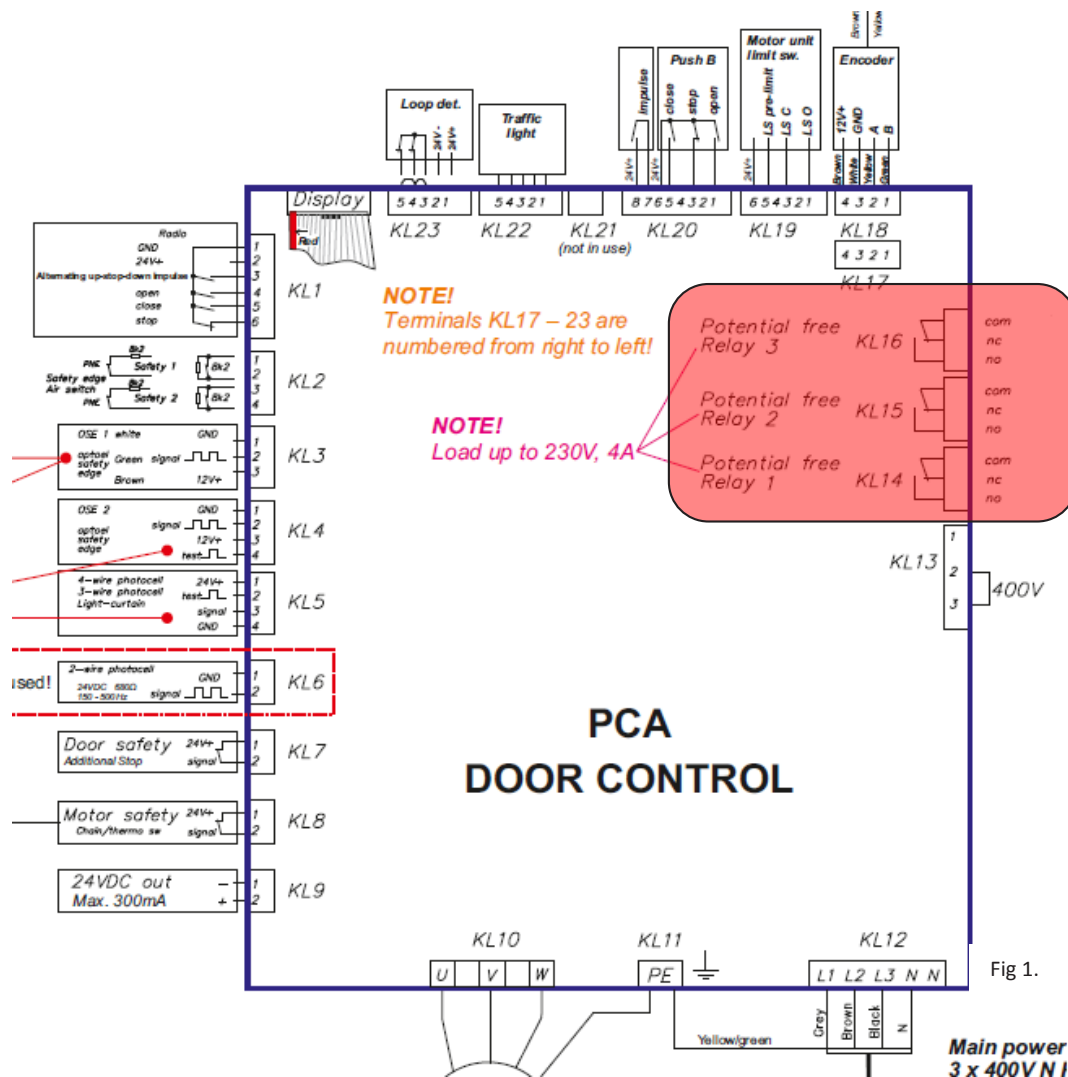 Brown
Yellow
Loop det.
24V -
24V+
Traffic
light
impulse
24V+
24V+
Push B
close
stop
open
Motor unit
limit sw.
24V+
LS pre-limit
LS C
LS O
Encoder
12V+
GND
A
B
Brown
White
Yellow
Green
Display
Red
5 4 3 2 1
KL23
5 4 3 2 1
KL22
KL21
(not in use)
8 7 6 5 4 3 2 1
KL20
6 5 4 3 2 1
KL19
4 3 2 1
KL18
4 3 2 1
KL17
Radio
GND
24V+
Alternating up-stop-down impulse
open
close
stop
1
2
3
4
5
6
KL1
NOTE!
Terminals KL17 – 23 are
numbered from right to left!
PNE
8k2
Safety 1
8k2
Safety edge
Air switch
8k2
PNE
Safety 2
8k2
1
2
3
4
KL2
NOTE!
Load up to 230V, 4A
Potential free
Relay 3
KL16
com
nc
no
Potential free
Relay 2
KL15
com
nc
no
Potential free
Relay 1
KL14
com
nc
no
OSE 1 white GND
optoel
safety
edge
Green signal
Brown 12V+
1
2
3
KL3
OSE 2 GND
signal
optoel
safety
edge
12V+
test
1
2
3
4
KL4
4-wire photocell 24V+
3-wire photocell test
Light-curtain
signal
GND
1
2
3
4
KL5
KL13
1
2
3
400V
used!
2-wire photocell
GND
24VDC 680Ω
150-500Hz
signal
1
2
KL6
PCA
DOOR CONTROL
Door safety 24V+
Additional Stop signal
1
2
KL7
Motor safety 24V+
Chain/thermo sw signal
1
2
KL8
24VDC out -
Max. 300mA +
1
2
KL9
KL10
U V W
KL11
PE
KL12
L1 L2 L3 N N
Fig 1.
Yellow/green
Grey
Brown
Black
N
Main power
3 x 400V N